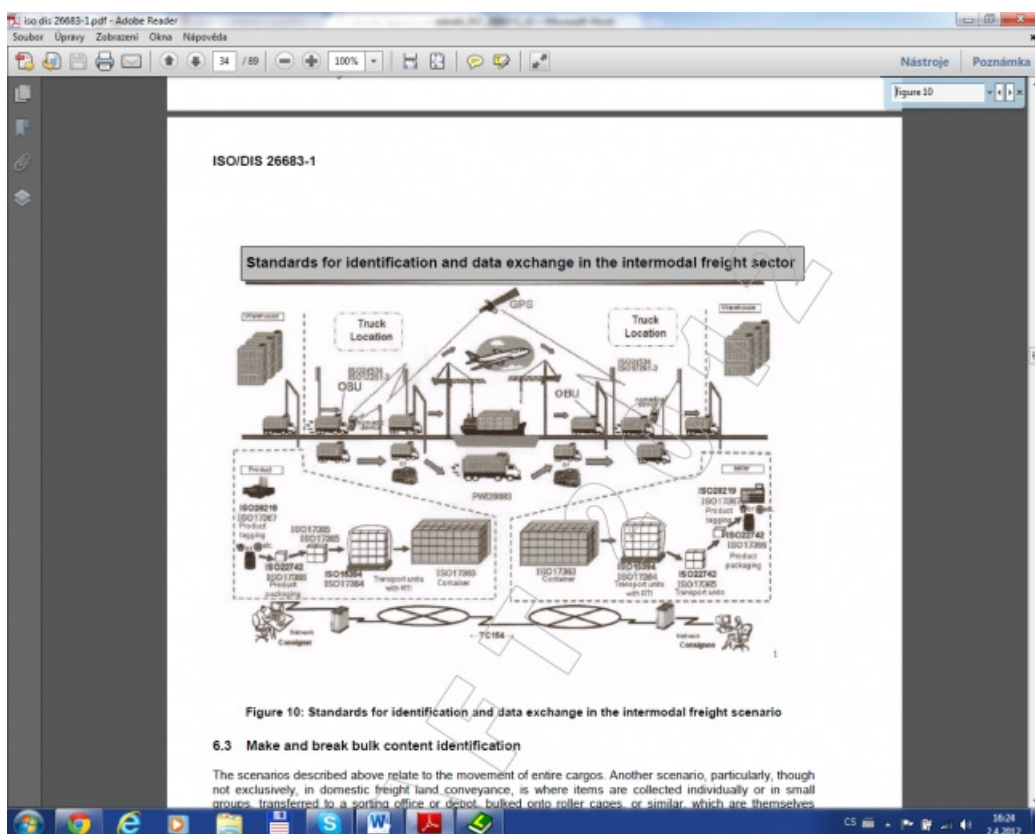 iso dis 26683-1.pdf - Adobe Reader
Soubor Úpravy Zobrazení Okna Nápověda
34 / 89 100% Nástroje Poznámka
figure 10
ISO/DIS 26683-1
Standards for identification and data exchange in the intermodal freight sector
GPS
Warehouse
Truck
Location
Truck
Location
Warehouse
OBU
OBU
Product
ISO28219
ISO17367
Product
tagging
ISO22742
ISO17366
Product
packaging
ISO17365
ISO17365
ISO15394
ISO17364
Transport units
with RTI
ISO17363
Container
ISO17363
Container
ISO15394
ISO17364
Transport units
with RTI
ISO22742
ISO17365
Transport units
ISO28219
ISO17367
Product
tagging
ISO22742
ISO17366
Product
packaging
Network
Consignor
TC154
Network
Consignee
1
Figure 10: Standards for identification and data exchange in the intermodal freight scenario
6.3 Make and break bulk content identification
The scenarios described above relate to the movement of entire cargos. Another scenario, particularly, though
not exclusively, in domestic freight land conveyance, is where items are collected individually or in small
groups, transferred to a sorting office or depot, bulked onto roller cages, or similar, which are themselves
CS 16:24
2.4.2012